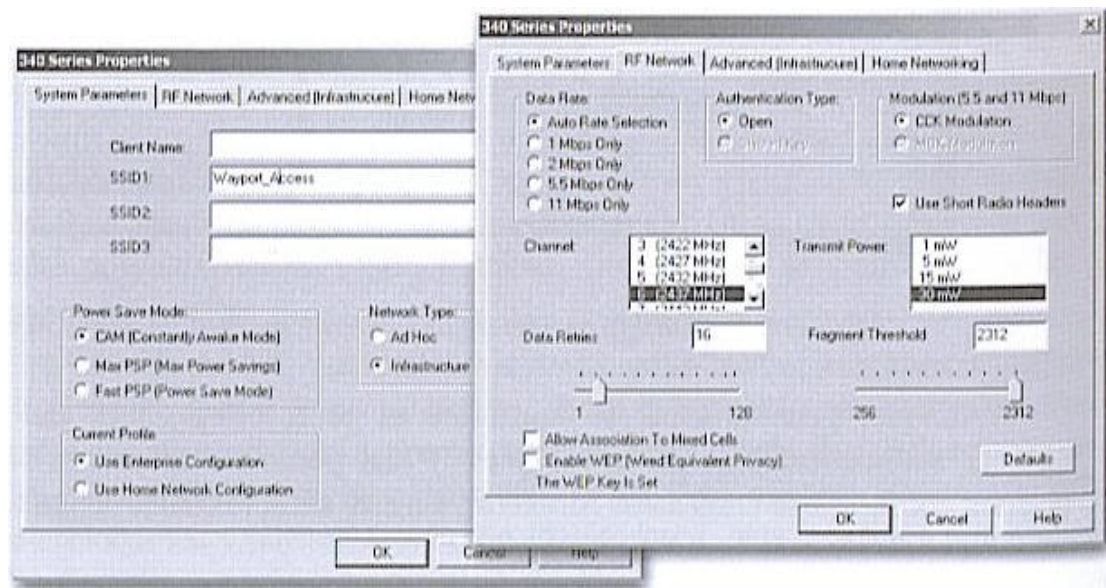 340 Series Properties
System Parameters RF Network Advanced (Infrastructure) Home Netw
Client Name:
SSID1: Wayport_Access
SSID2:
SSID3
Power Save Mode:
CAM (Constantly Awake Mode)
Max PSP (Max Power Savings)
Fast PSP (Power Save Mode)
Network Type:
Ad Hoc
Infrastructure
Current Profile
Use Enterprise Configuration
Use Home Network Configuration
OK Cancel Help
340 Series Properties
System Parameters RF Network Advanced (Infrastructure) Home Networking
Data Rate:
Auto Rate Selection
1 Mbps Only
2 Mbps Only
5.5 Mbps Only
11 Mbps Only
Authentication Type:
Open
Shared Key
Modulation (5.5 and 11 Mbps)
CCK Modulation
MOK Modulation
Use Short Radio Headers
Channel:
3 (2422 MHz)
4 (2427 MHz)
5 (2432 MHz)
6 (2437 MHz)
Transmit Power:
1 mW
5 mW
15 mW
30 mW
Data Retries: 16
Fragment Threshold 2312
1 128
256 2312
Allow Association To Mixed Cells
Enable WEP (Wired Equivalent Privacy)
The WEP Key Is Set
Defaults
OK Cancel Help